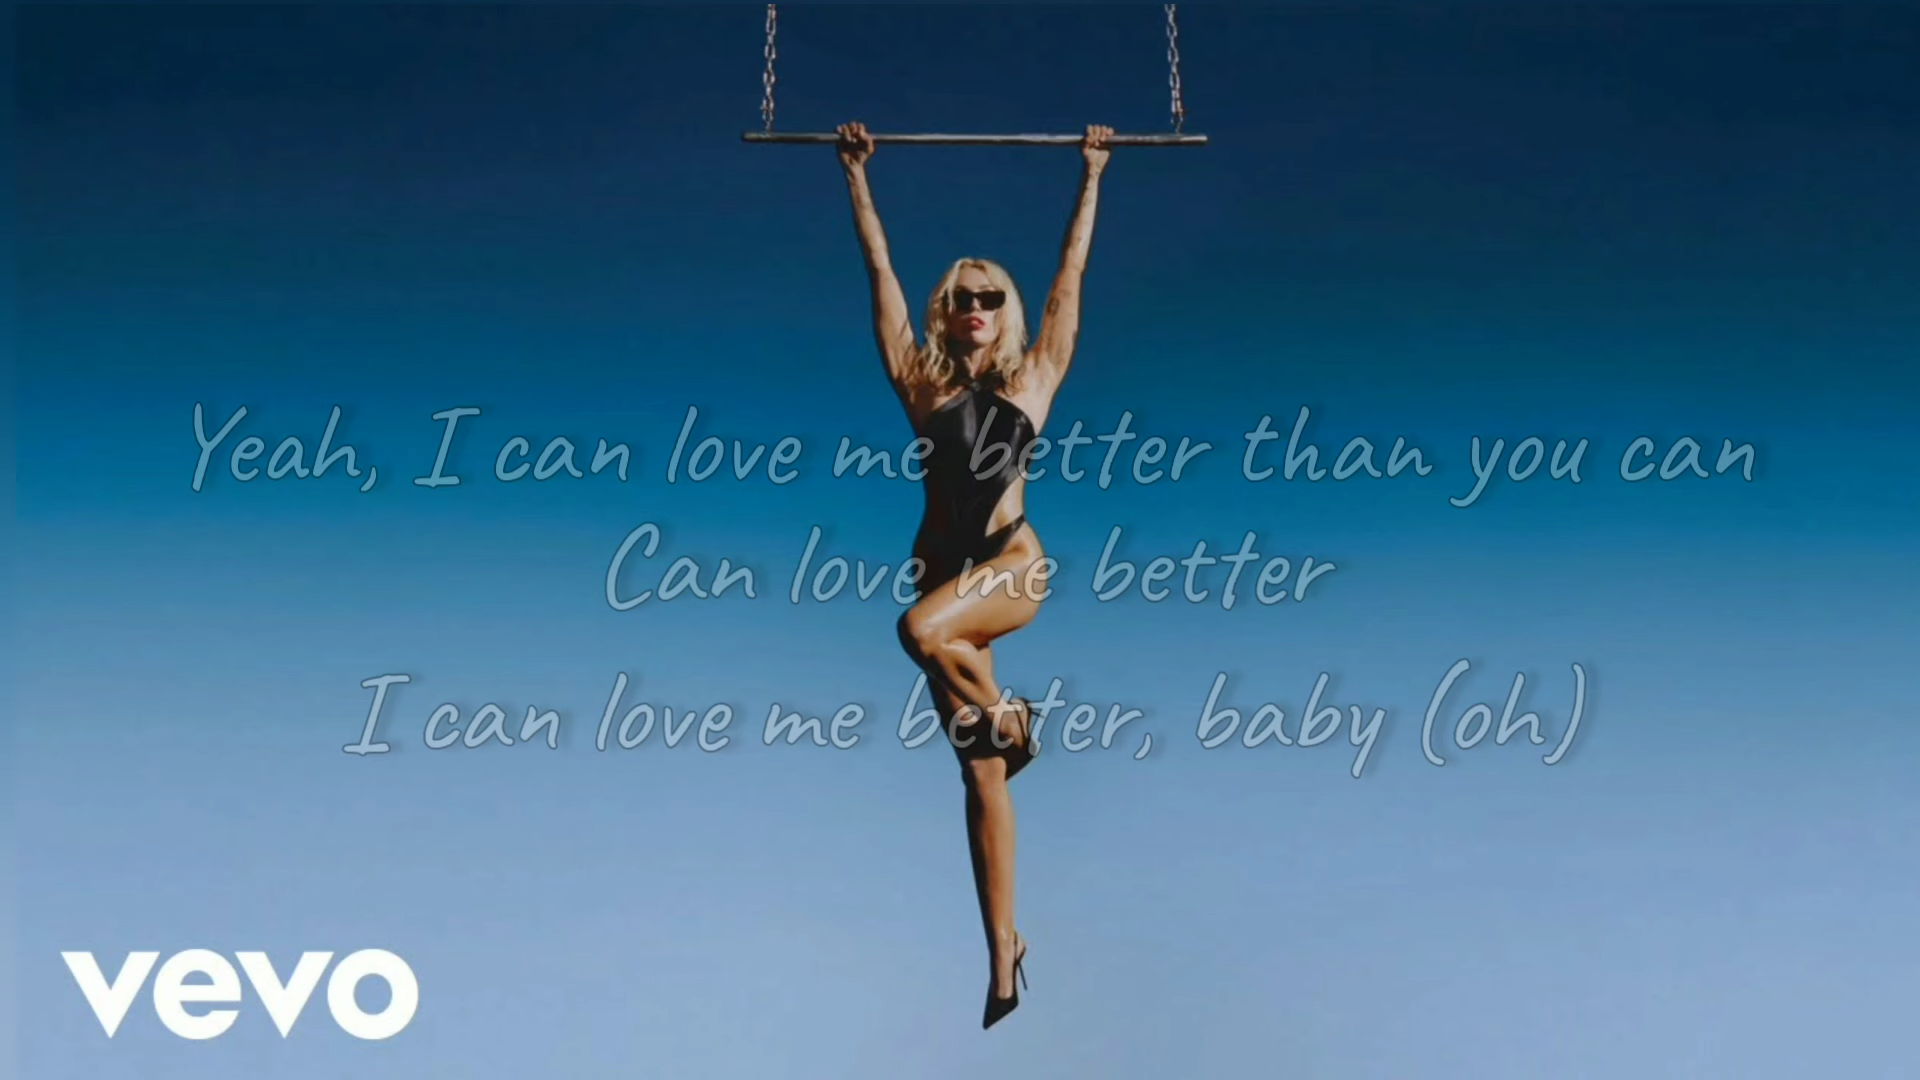 Yeah, I can love me better than you can
Can love me better
I can love me better, baby (oh)
vevo